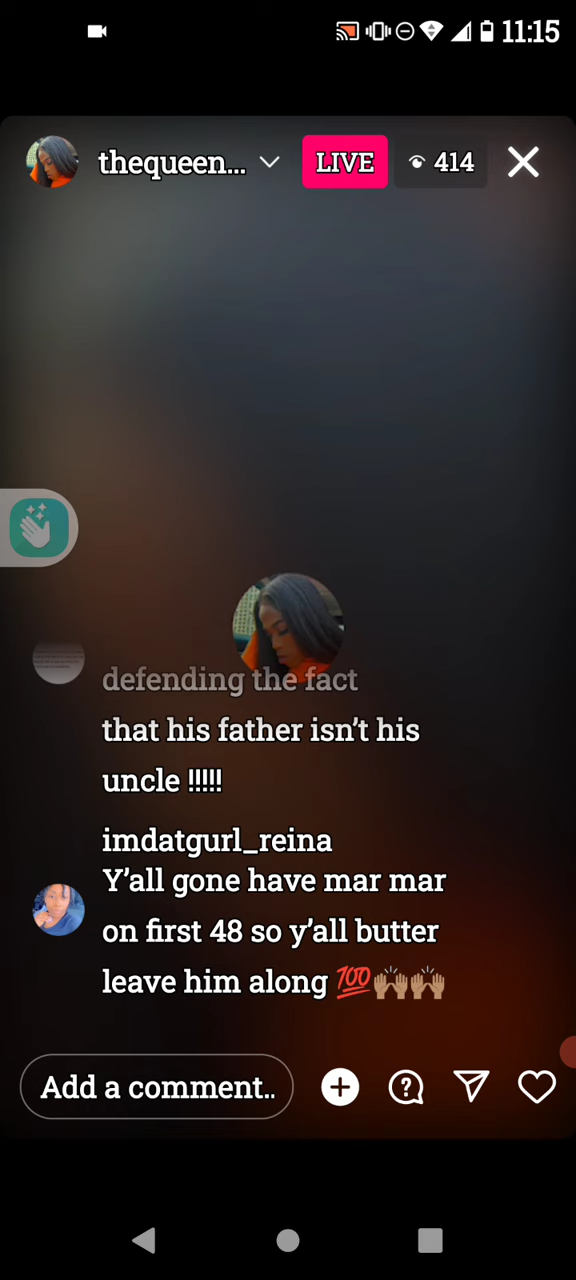 11:15
thequeen...
LIVE
414
defending the fact
that his father isn't his
uncle !!!!!
imdatgurl_reina
Y'all gone have mar mar
on first 48 so y'all butter
leave him along 💯🙌🏽🙌🏽
Add a comment..